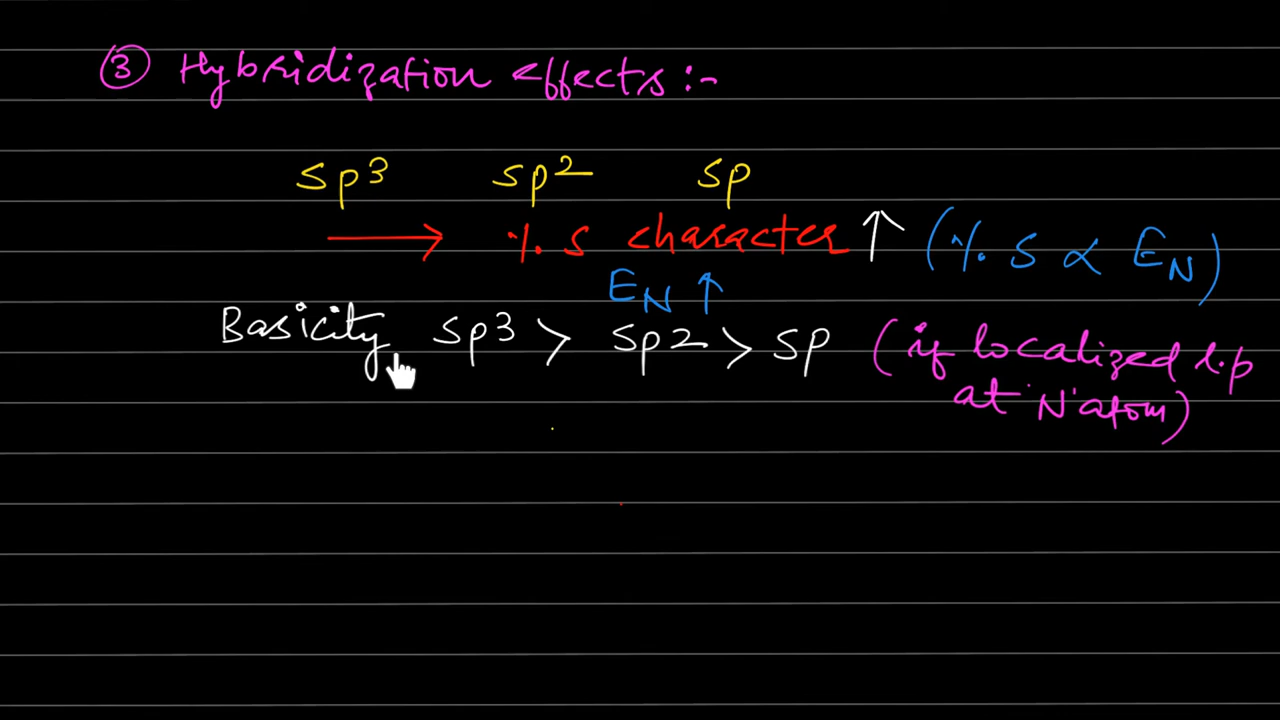 ③ Hybridization effects :-
sp3 sp2 sp
→ % s character ↑ (% s ∝ EN)
EN ↑
Basicity sp3 > sp2 > sp (if localized l.p
at N atom)